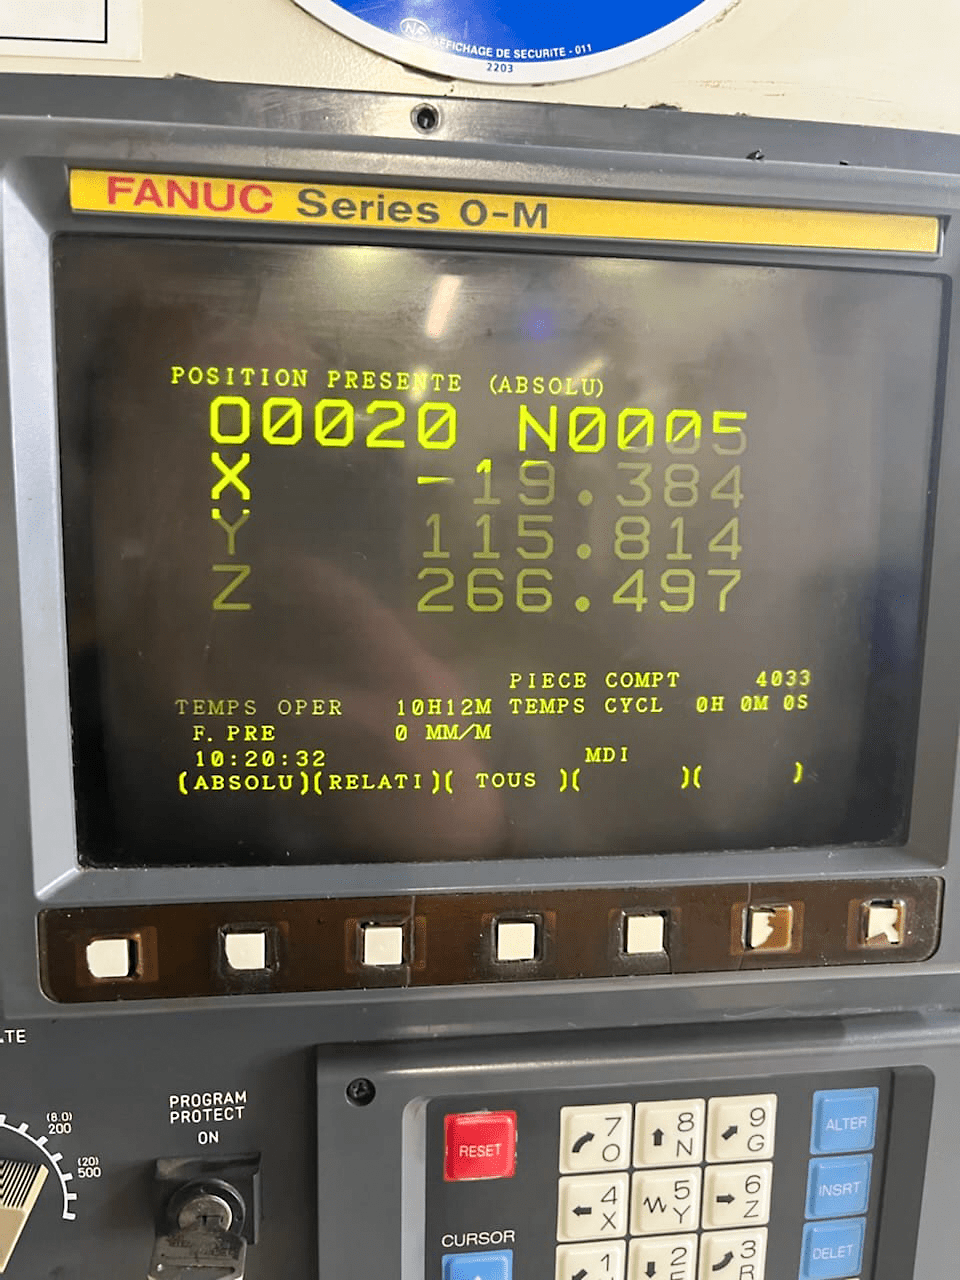 NF AFFICHAGE DE SECURITE - 011
2203
FANUC Series O-M
POSITION PRESENTE (ABSOLU)
O0020 N0005
X -19.384
Y 115.814
Z 266.497
PIECE COMPT 4033
TEMPS OPER 10H12M TEMPS CYCL 0H 0M 0S
F. PRE 0 MM/M
10:20:32 MDI
(ABSOLU)(RELATI)( TOUS )( )( )
TE
(8.0)
200
(20)
500
PROGRAM
PROTECT
ON
RESET
7 O
8 N
9 G
ALTER
4 X
5 Y
6 Z
INSRT
CURSOR
1
2
3 R
DELET